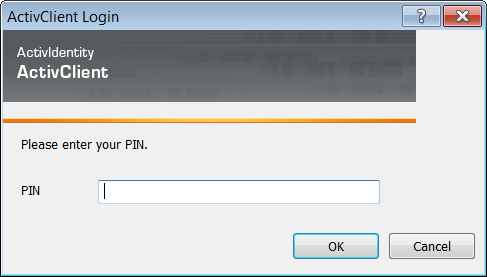 ActivClient Login
ActivIdentity
ActivClient
Please enter your PIN.
PIN
OK
Cancel